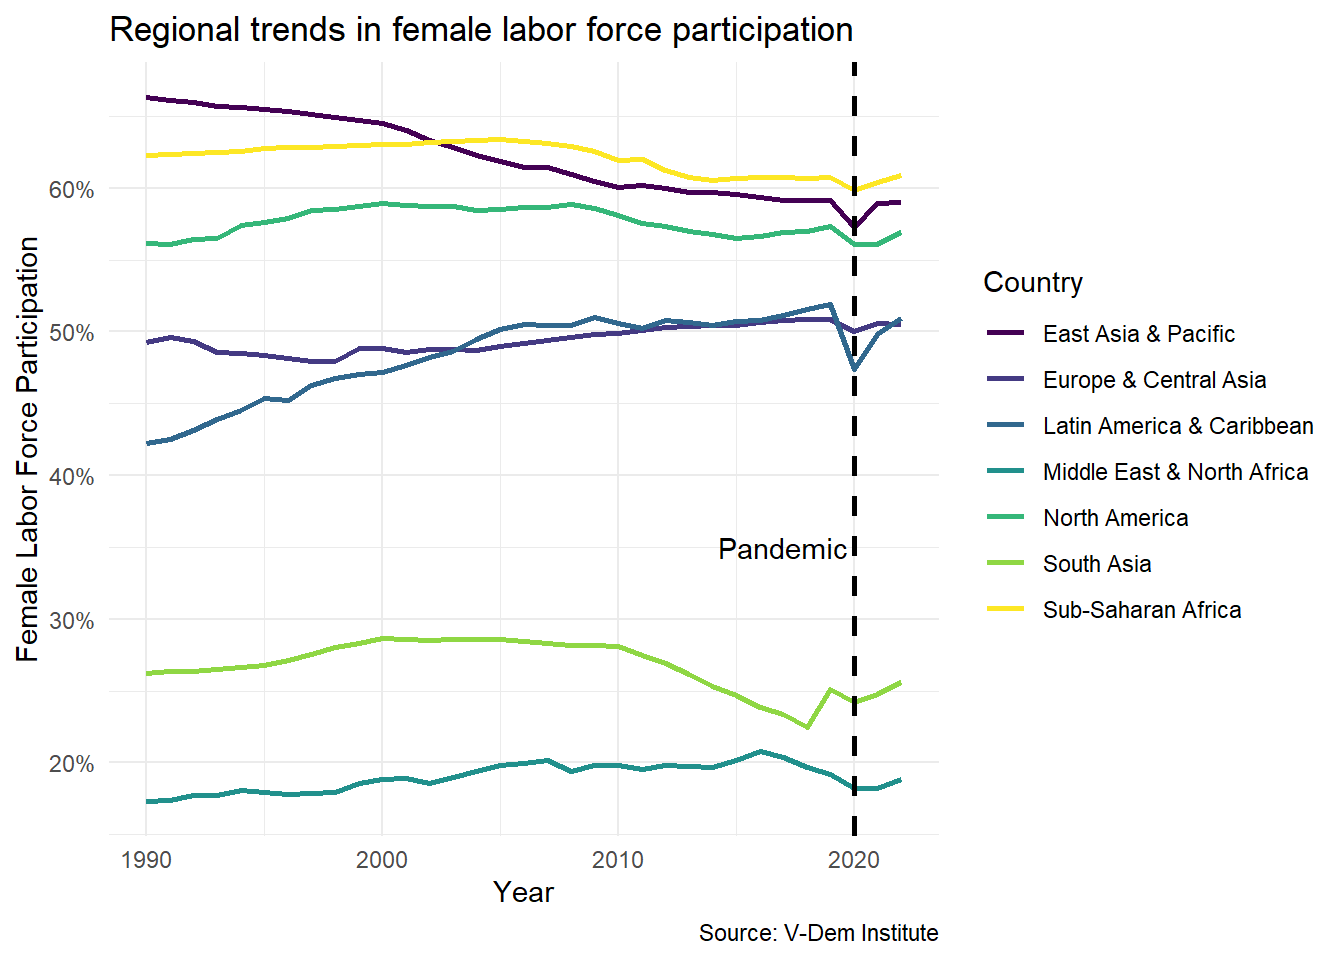 Regional trends in female labor force participation
Female Labor Force Participation
60%
50%
40%
30%
20%
Pandemic
1990
2000
2010
2020
Year
Country
East Asia & Pacific
Europe & Central Asia
Latin America & Caribbean
Middle East & North Africa
North America
South Asia
Sub-Saharan Africa
Source: V-Dem Institute